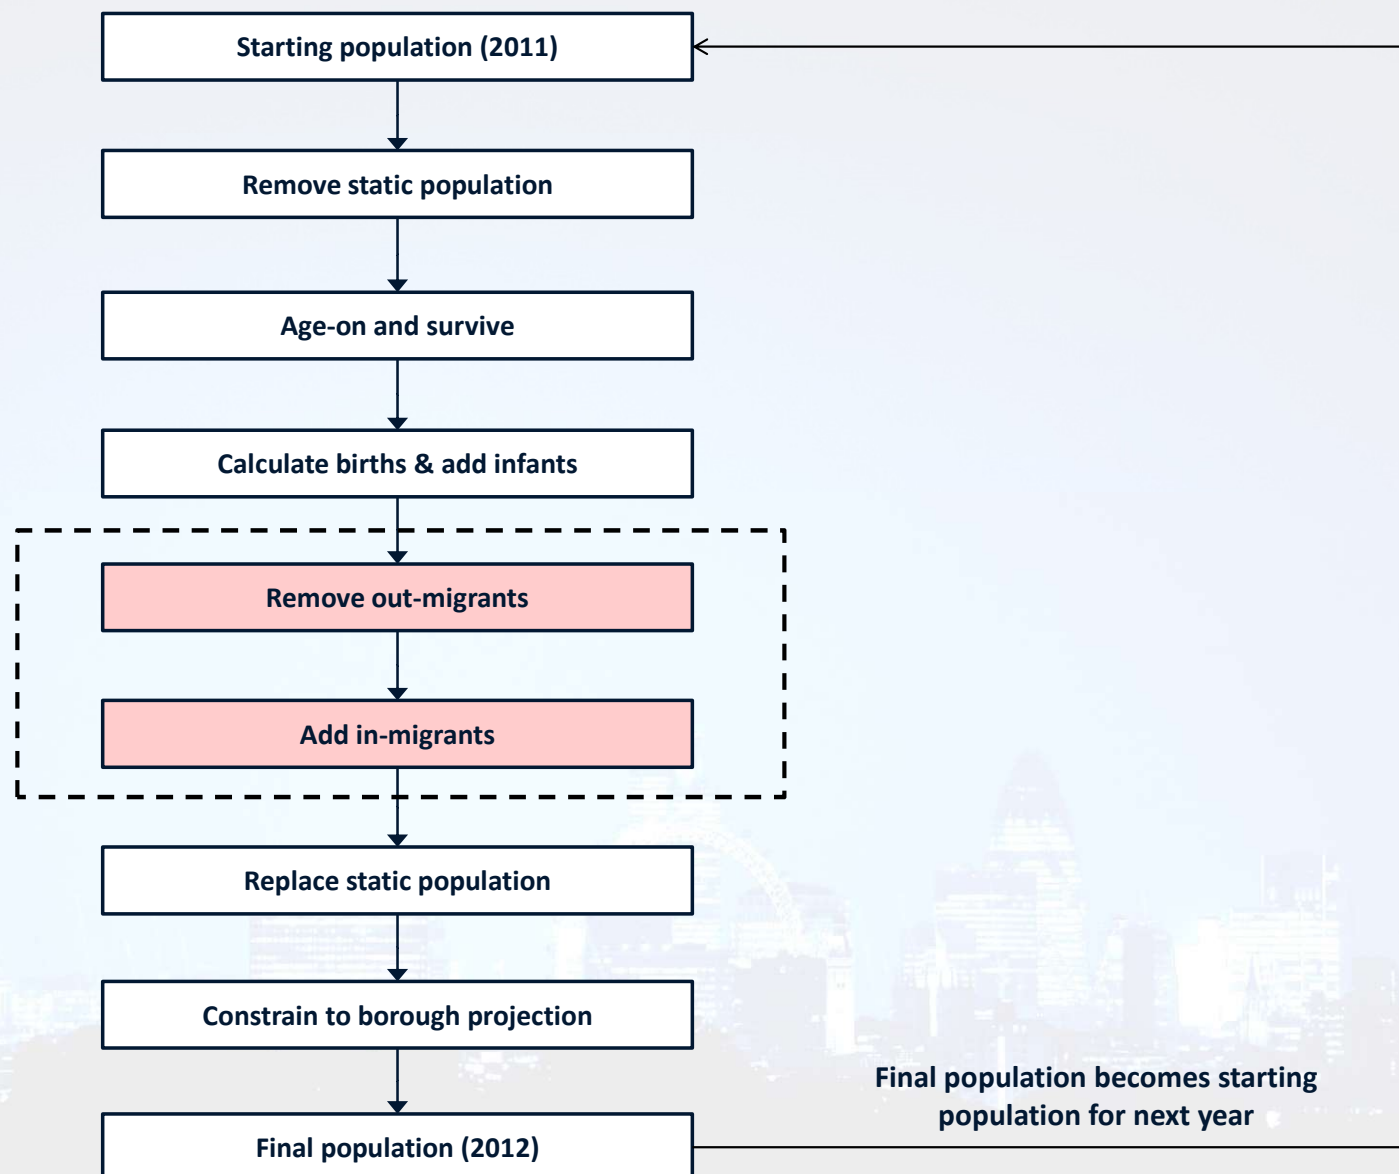 Starting population (2011)
Remove static population
Age-on and survive
Calculate births & add infants
Remove out-migrants
Add in-migrants
Replace static population
Constrain to borough projection
Final population becomes starting
population for next year
Final population (2012)